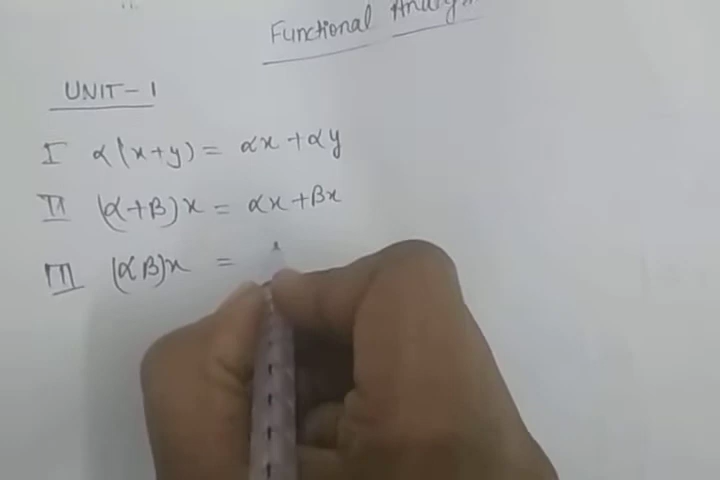 Functional
UNIT-1
I α(x+y) = αx+αy
II (α+β)x = αx+βx
III (αβ)x =